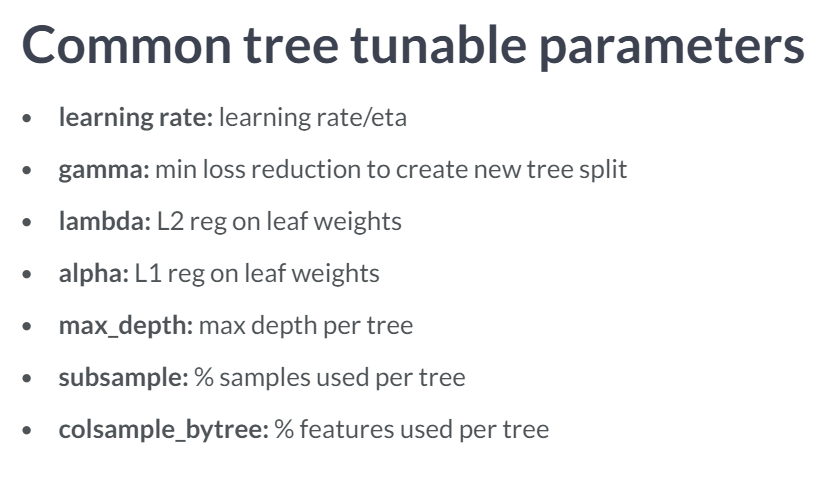 Common tree tunable parameters
• learning rate: learning rate/eta
• gamma: min loss reduction to create new tree split
• lambda: L2 reg on leaf weights
• alpha: L1 reg on leaf weights
• max_depth: max depth per tree
• subsample: % samples used per tree
• colsample_bytree: % features used per tree